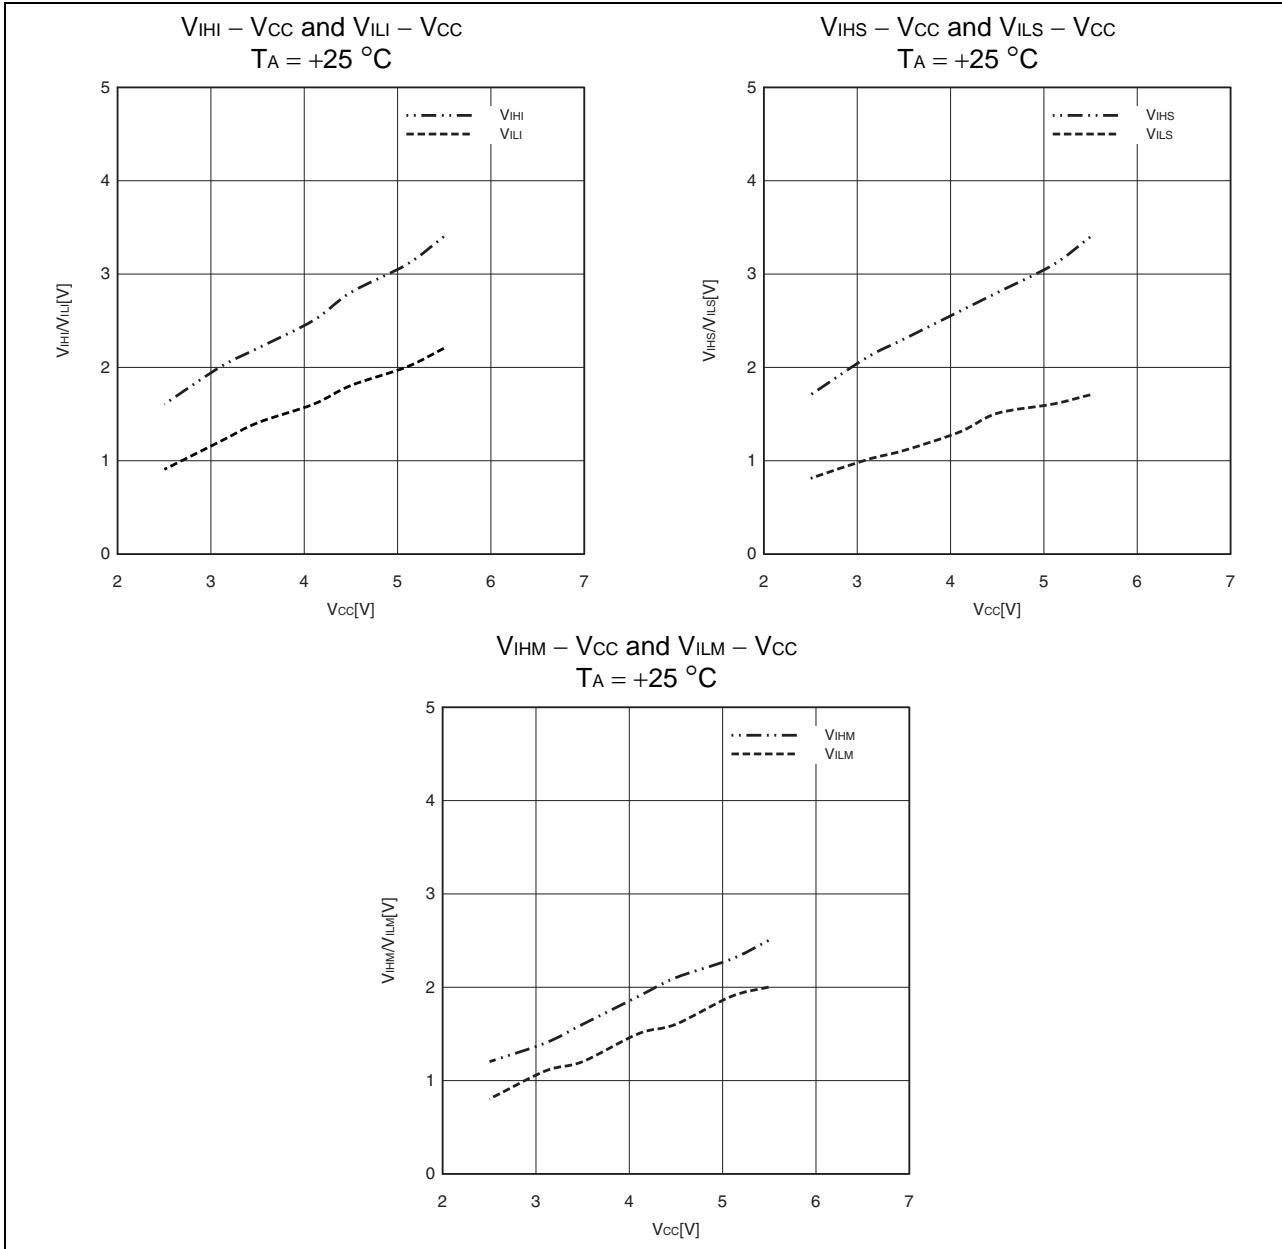 VIHI – VCC and VILI – VCC
TA = +25 °C
5
4
3
2
1
0
VIHI/VILI[V]
VIHI
VILI
2 3 4 5 6 7
VCC[V]
VIHS – VCC and VILS – VCC
TA = +25 °C
5
4
3
2
1
0
VIHS/VILS[V]
VIHS
VILS
2 3 4 5 6 7
VCC[V]
VIHM – VCC and VILM – VCC
TA = +25 °C
5
4
3
2
1
0
VIHM/VILM[V]
VIHM
VILM
2 3 4 5 6 7
VCC[V]